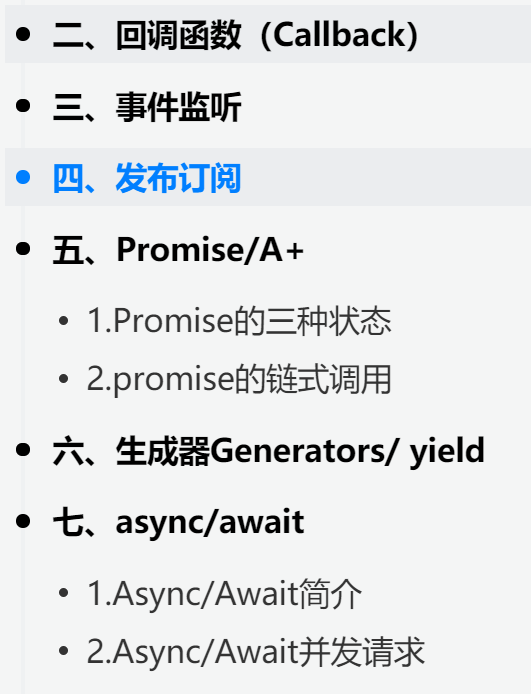 二、回调函数（Callback）
三、事件监听
四、发布订阅
五、Promise/A+
1.Promise的三种状态
2.promise的链式调用
六、生成器Generators/ yield
七、async/await
1.Async/Await简介
2.Async/Await并发请求